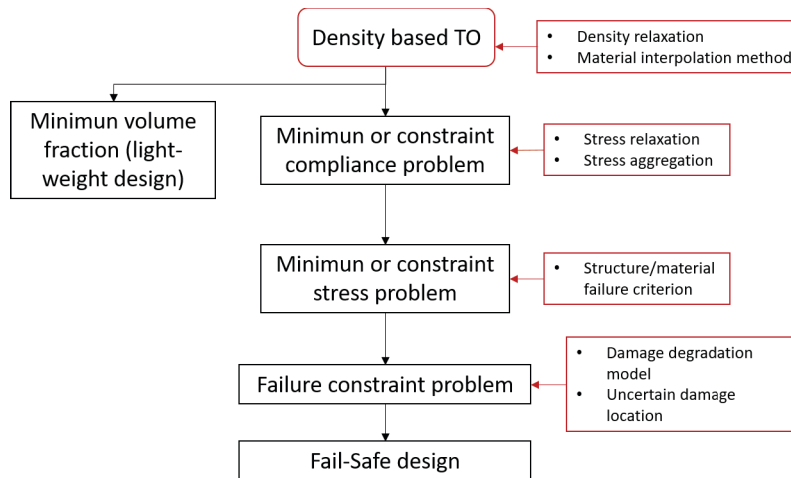 Density based TO
• Density relaxation
• Material interpolation method
Minimun volume
fraction (light-
weight design)
Minimun or constraint
compliance problem
• Stress relaxation
• Stress aggregation
Minimun or constraint
stress problem
• Structure/material
failure criterion
Failure constraint problem
• Damage degradation
model
• Uncertain damage
location
Fail-Safe design